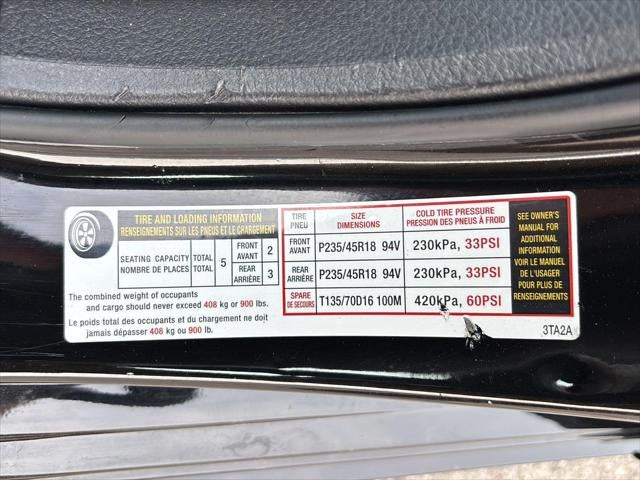 TIRE AND LOADING INFORMATION
RENSEIGNEMENTS SUR LES PNEUS ET LE CHARGEMENT
SEATING CAPACITY TOTAL 5 FRONT 2
NOMBRE DE PLACES TOTAL AVANT
REAR 3
ARRIÈRE
The combined weight of occupants
and cargo should never exceed 408 kg or 900 lbs.
Le poids total des occupants et du chargement ne doit
jamais dépasser 408 kg ou 900 lb.
TIRE SIZE COLD TIRE PRESSURE
PNEU DIMENSIONS PRESSION DES PNEUS À FROID
FRONT P235/45R18 94V 230kPa, 33PSI
AVANT
REAR P235/45R18 94V 230kPa, 33PSI
ARRIÈRE
SPARE T135/70D16 100M 420kPa, 60PSI
DE SECOURS
SEE OWNER'S
MANUAL FOR
ADDITIONAL
INFORMATION
VOIR LE MANUEL
DE L'USAGER
POUR PLUS DE
RENSEIGNEMENTS
3TA2A